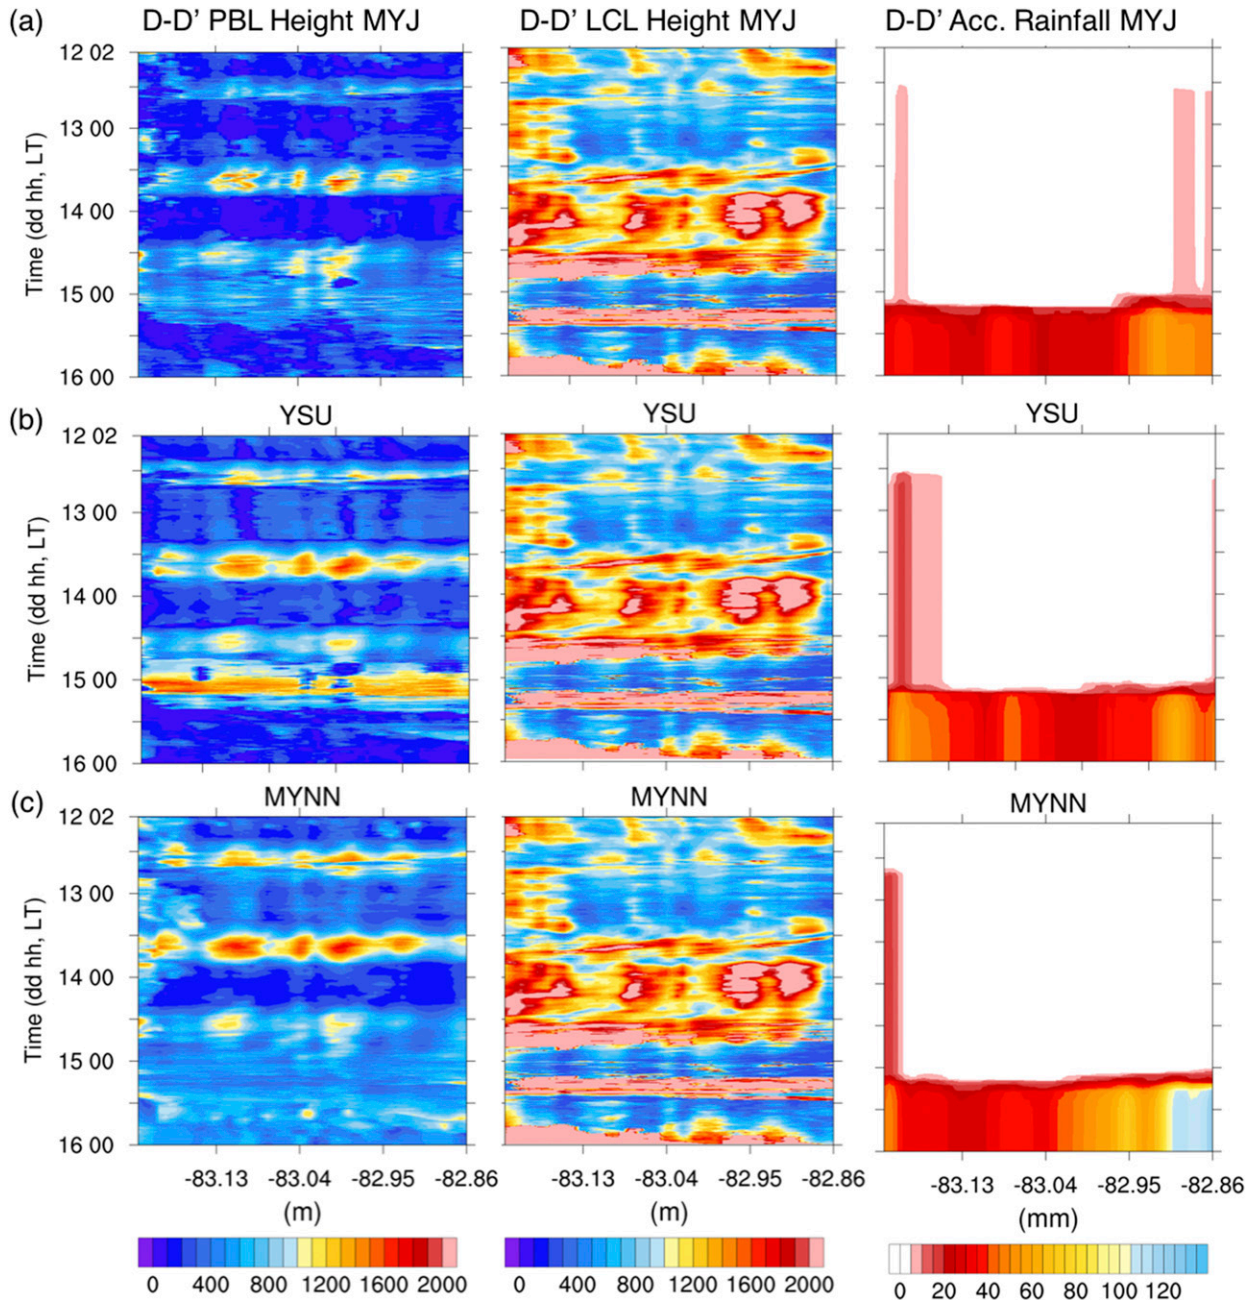 (a) D-D’ PBL Height MYJ D-D’ LCL Height MYJ D-D’ Acc. Rainfall MYJ
12 02
13 00
14 00
15 00
16 00
Time (dd hh, LT)
(b) YSU YSU YSU
12 02
13 00
14 00
15 00
16 00
Time (dd hh, LT)
(c) MYNN MYNN MYNN
12 02
13 00
14 00
15 00
16 00
Time (dd hh, LT)
-83.13 -83.04 -82.95 -82.86 -83.13 -83.04 -82.95 -82.86 -83.13 -83.04 -82.95 -82.86
(m) (m) (mm)
0 400 800 1200 1600 2000 0 400 800 1200 1600 2000 0 20 40 60 80 100 120